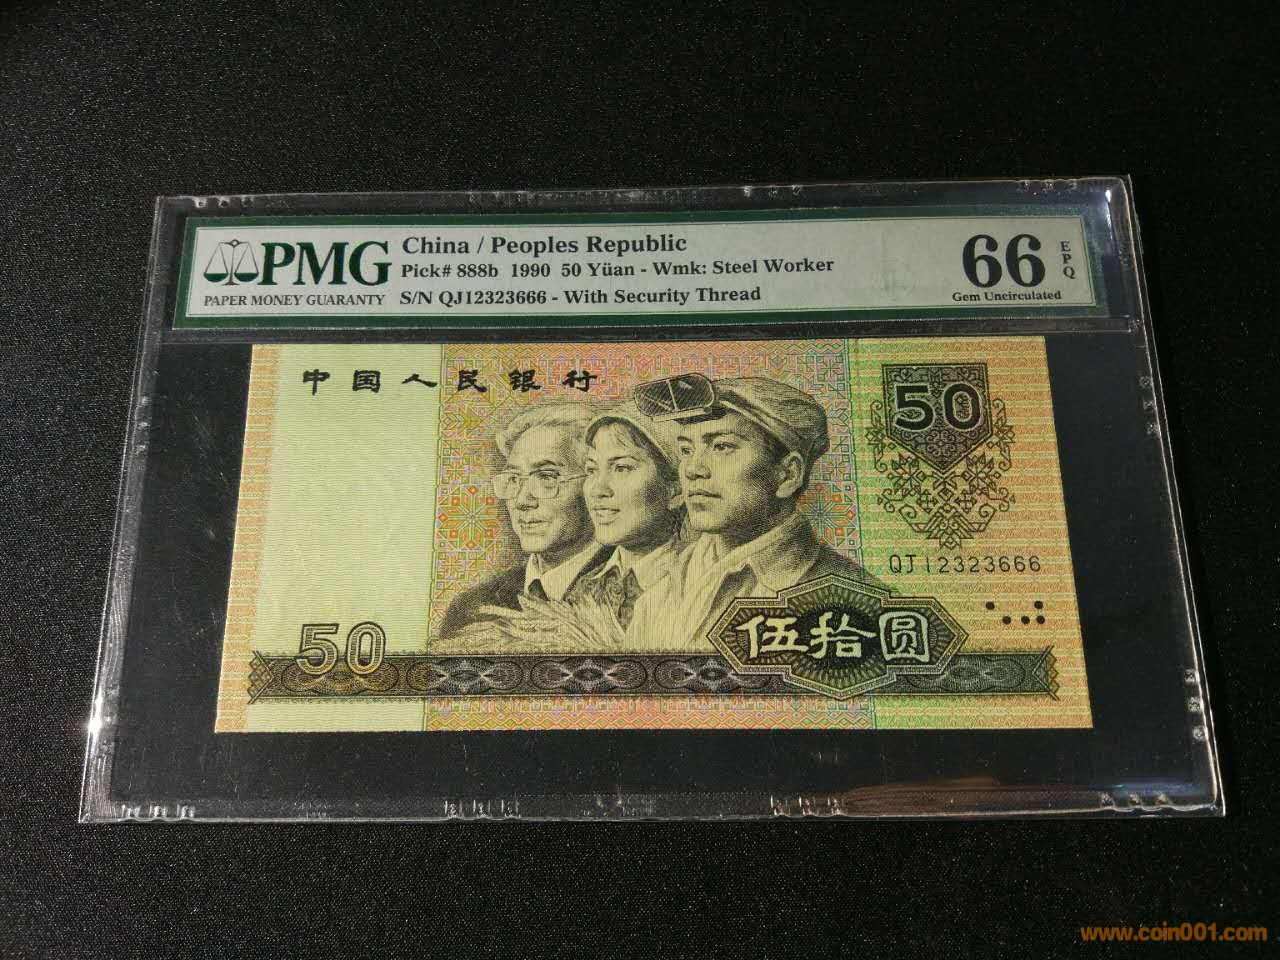 PMG
PAPER MONEY GUARANTY
China / Peoples Republic
Pick# 888b 1990 50 Yüan - Wmk: Steel Worker
S/N QJ12323666 - With Security Thread
66
EPQ
Gem Uncirculated
中国人民银行
50
QJ12323666
50
伍拾圆
www.coin001.com